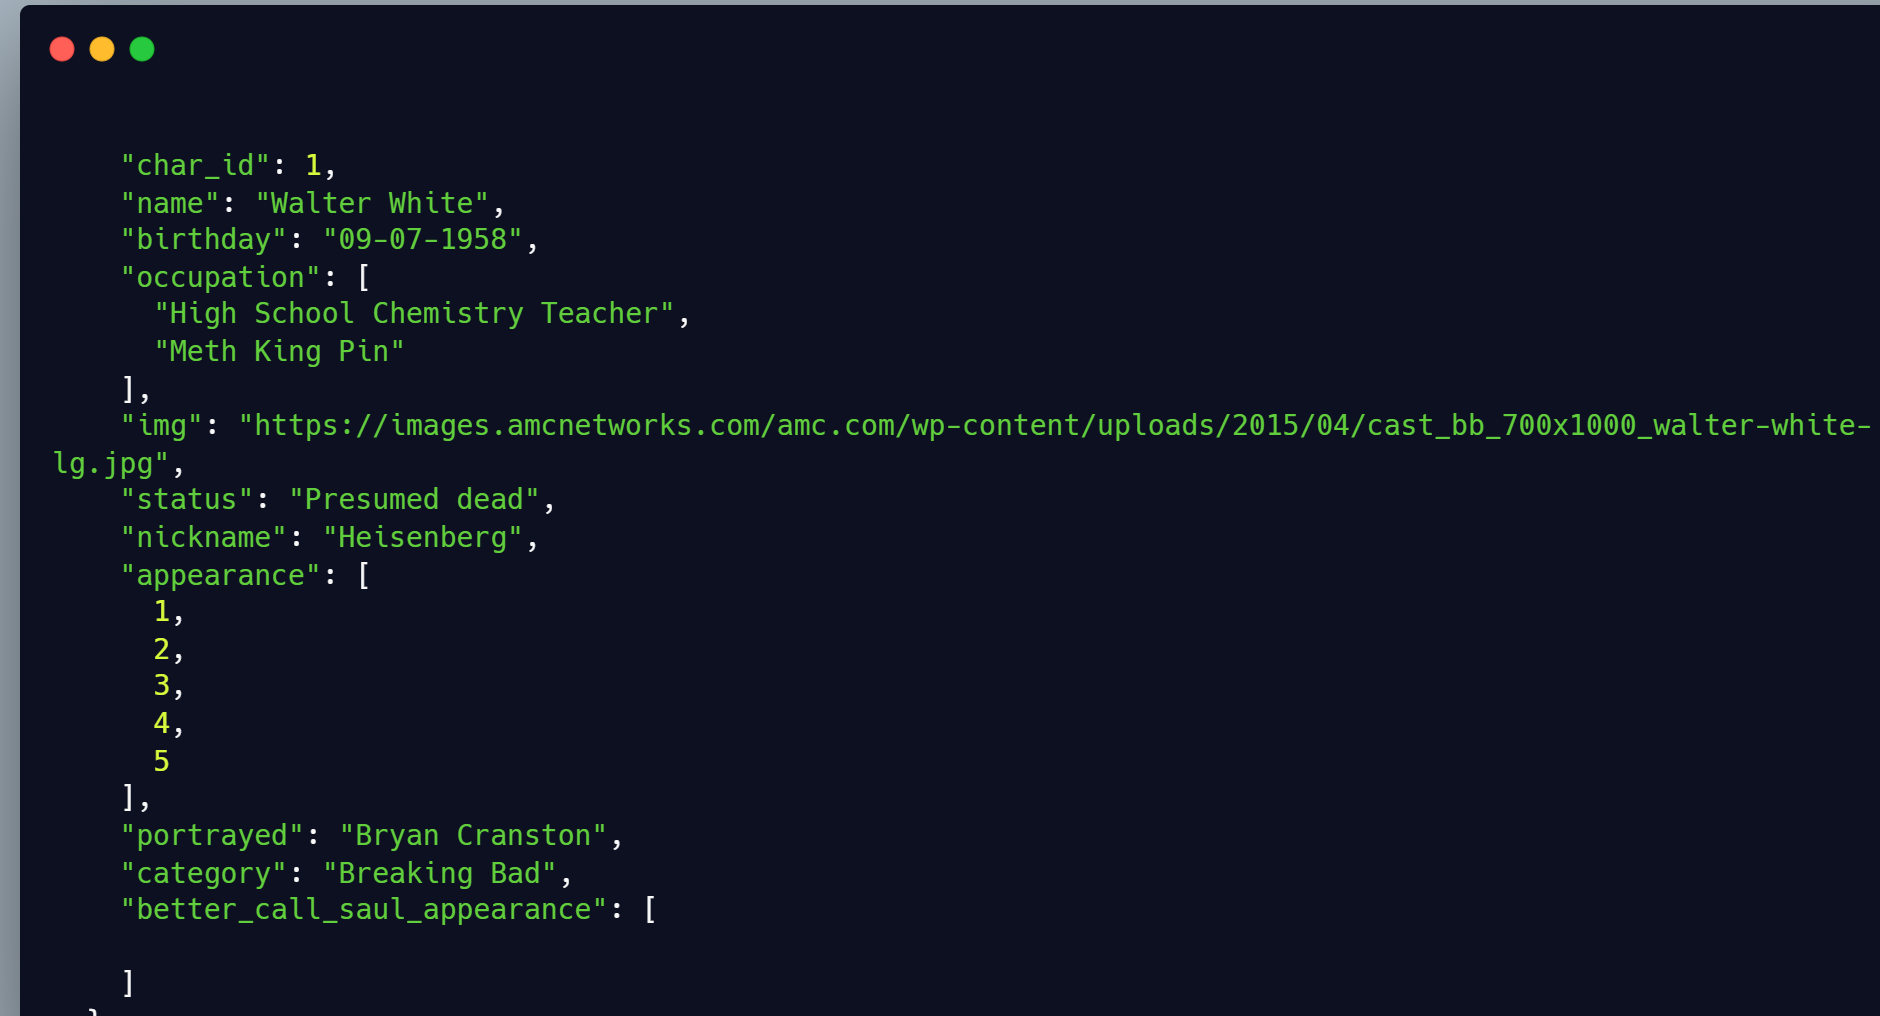 "char_id": 1,
"name": "Walter White",
"birthday": "09-07-1958",
"occupation": [
"High School Chemistry Teacher",
"Meth King Pin"
],
"img": "https://images.amcnetworks.com/amc.com/wp-content/uploads/2015/04/cast_bb_700x1000_walter-white-
lg.jpg",
"status": "Presumed dead",
"nickname": "Heisenberg",
"appearance": [
1,
2,
3,
4,
5
],
"portrayed": "Bryan Cranston",
"category": "Breaking Bad",
"better_call_saul_appearance": [
]
}